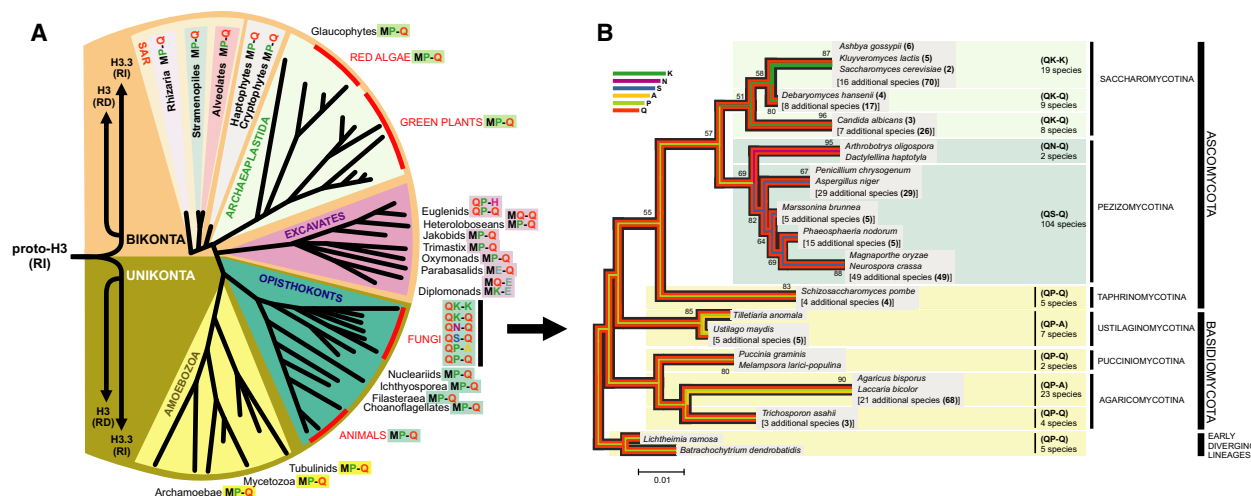 A
proto-H3
(RI)
H3.3
(RI)
H3
(RD)
H3
(RD)
H3.3
(RI)
BIKONTA
UNIKONTA
SAR
Rhizaria MP-Q
Stramenopiles MP-Q
Alveolates MP-Q
Haptophytes MP-Q
Cryptophytes MP-Q
ARCHAEPLASTIDA
EXCAVATES
OPISTHOKONTS
AMOEBOZOA
Glaucophytes MP-Q
RED ALGAE MP-Q
GREEN PLANTS MP-Q
QP-H
Euglenids QP-Q
MQ-Q
Heteroloboseans MP-Q
Jakobids MP-Q
Trimastix MP-Q
Oxymonads MP-Q
Parabasalids ME-Q
MQ-E
Diplomonads MK-E
FUNGI
QK-K
QK-Q
QN-Q
QS-Q
QP-A
QP-Q
Nucleariids MP-Q
Ichthyosporea MP-Q
Filasteraea MP-Q
Choanoflagellates MP-Q
ANIMALS MP-Q
Tubulinids MP-Q
Mycetozoa MP-Q
Archamoebae MP-Q
B
K
N
S
A
P
Q
87
58
51
80
96
57
95
69
67
82
64
69
88
55
83
85
80
90
Ashbya gossypii (6)
Kluyveromyces lactis (5)
Saccharomyces cerevisiae (2)
[16 additional species (70)]
(QK-K)
19 species
Debaryomyces hansenii (4)
[8 additional species (17)]
(QK-Q)
9 species
Candida albicans (3)
[7 additional species (26)]
(QK-Q)
8 species
SACCHAROMYCOTINA
Arthrobotrys oligospora
Dactylellina haptotyla
(QN-Q)
2 species
Penicillium chrysogenum
Aspergillus niger
[29 additional species (29)]
Marssonina brunnea
[5 additional species (5)]
Phaeosphaeria nodorum
[15 additional species (5)]
Magnaporthe oryzae
Neurospora crassa
[49 additional species (49)]
(QS-Q)
104 species
PEZIZOMYCOTINA
Schizosaccharomyces pombe
[4 additional species (4)]
(QP-Q)
5 species
TAPHRINOMYCOTINA
ASCOMYCOTA
Tilletiaria anomala
Ustilago maydis
[5 additional species (5)]
(QP-A)
7 species
USTILAGINOMYCOTINA
Puccinia graminis
Melampsora larici-populina
(QP-Q)
2 species
PUCCINIOMYCOTINA
Agaricus bisporus
Laccaria bicolor
[21 additional species (68)]
(QP-A)
23 species
Trichosporon asahii
[3 additional species (3)]
(QP-Q)
4 species
AGARICOMYCOTINA
BASIDIOMYCOTA
Lichtheimia ramosa
Batrachochytrium dendrobatidis
(QP-Q)
5 species
EARLY
DIVERGING
LINEAGES
0.01